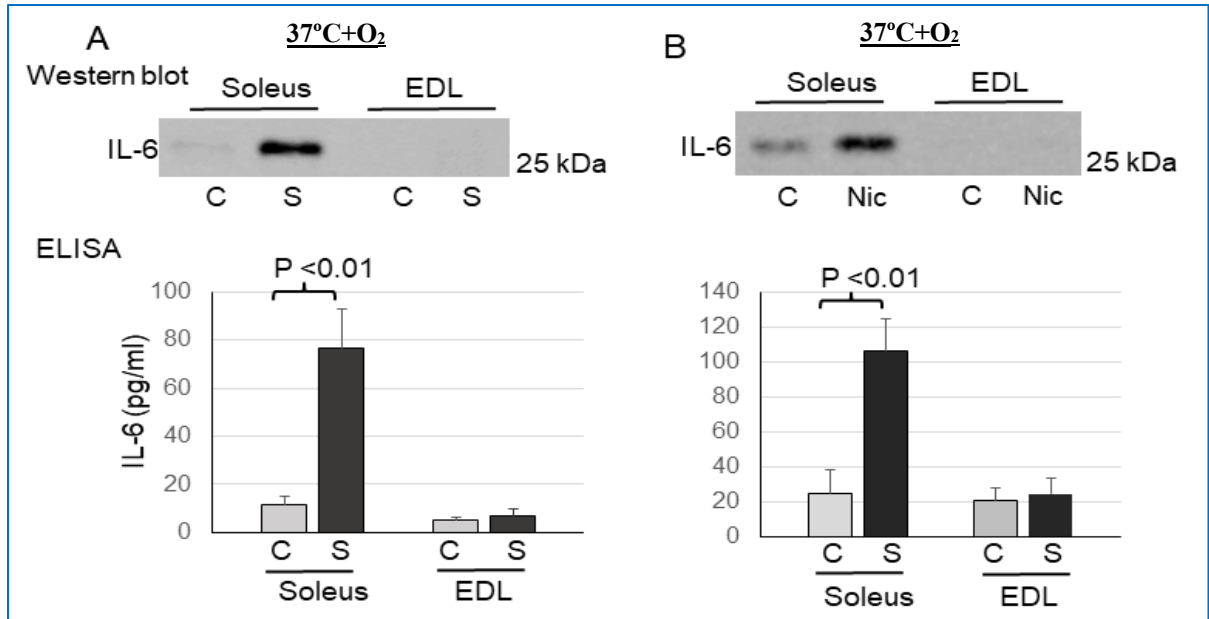 A
37ºC+O₂
Western blot
Soleus EDL
IL-6
25 kDa
C S C S
ELISA
P <0.01
IL-6 (pg/ml)
100
80
60
40
20
0
C S C S
Soleus EDL
B
37ºC+O₂
Soleus EDL
IL-6
25 kDa
C Nic C Nic
P <0.01
140
120
100
80
60
40
20
0
C S C S
Soleus EDL